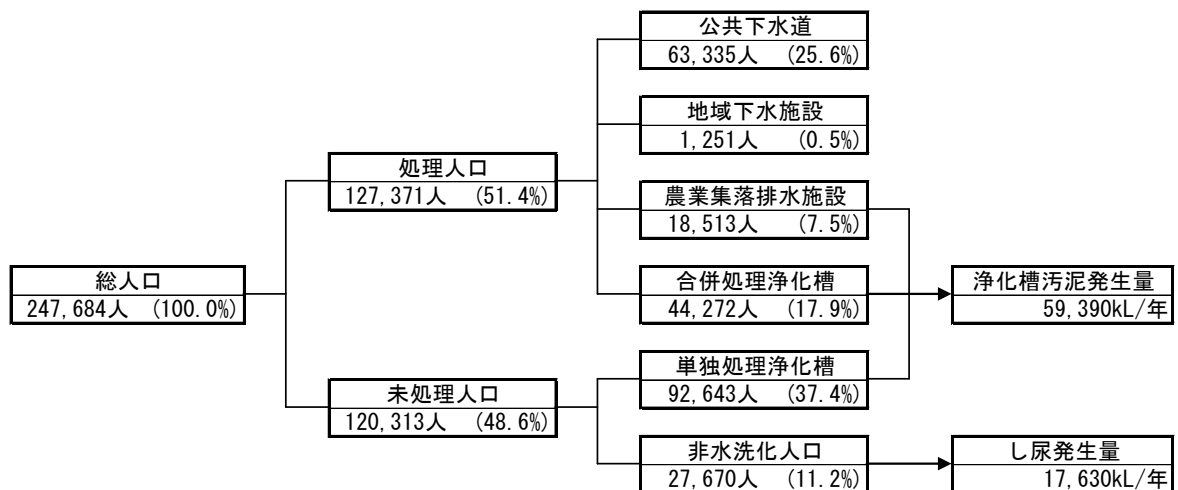 公共下水道
63,335人 (25.6%)
地域下水施設
1,251人 (0.5%)
処理人口
127,371人 (51.4%)
農業集落排水施設
18,513人 (7.5%)
総人口
247,684人 (100.0%)
合併処理浄化槽
44,272人 (17.9%)
浄化槽汚泥発生量
59,390kL/年
単独処理浄化槽
92,643人 (37.4%)
未処理人口
120,313人 (48.6%)
非水洗化人口
27,670人 (11.2%)
し尿発生量
17,630kL/年